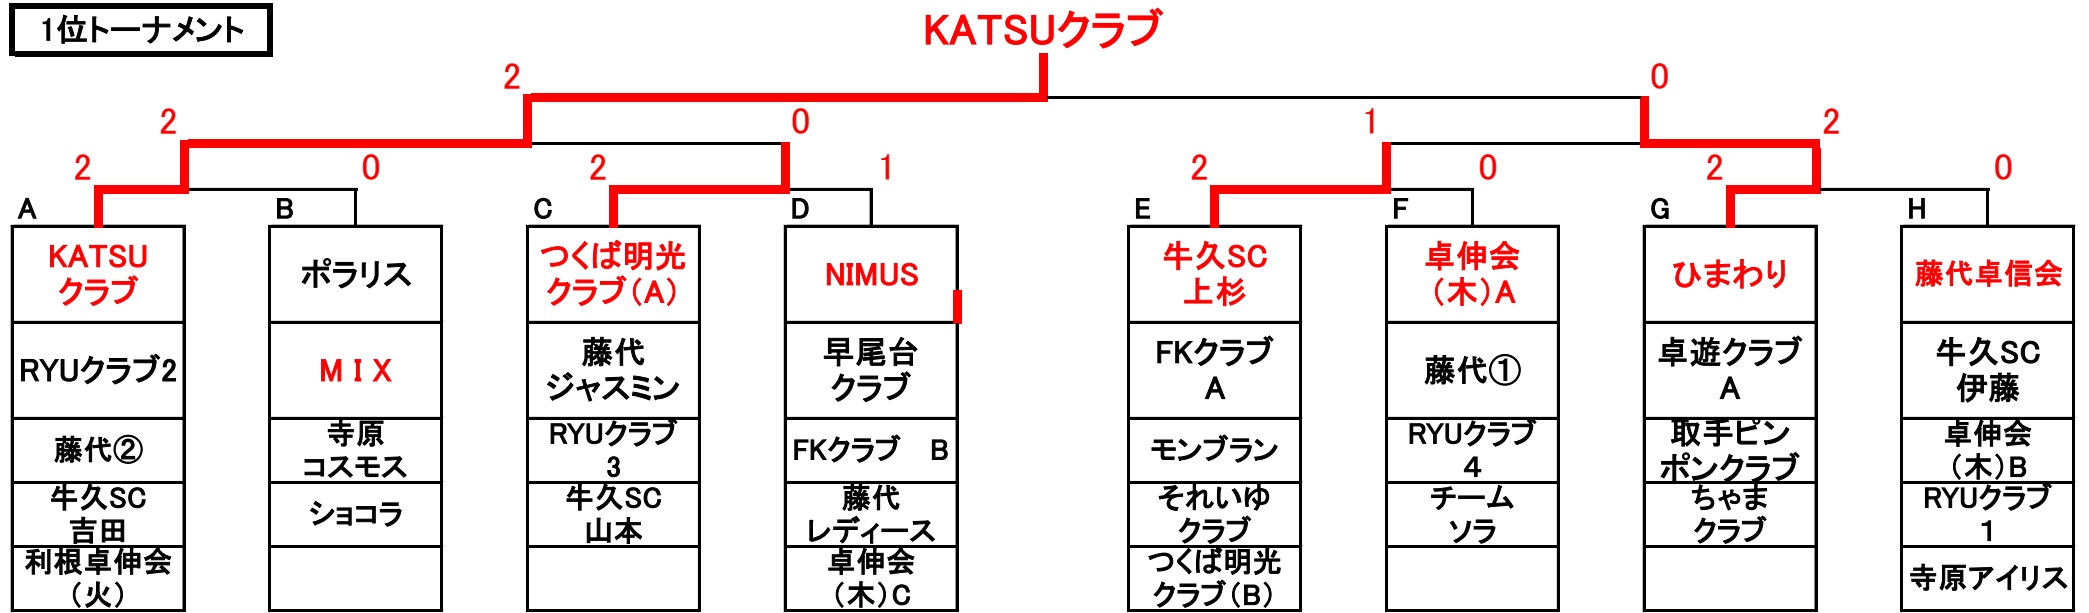 1位トーナメント
KATSUクラブ
2 0
2 0 1 2
2 0 2 1 2 0 2 0
A B C D E F G H
KATSU
クラブ
ポラリス
つくば明光
クラブ(A)
NIMUS
牛久SC
上杉
卓伸会
(木)A
ひまわり
藤代卓信会
RYUクラブ2
MIX
藤代
ジャスミン
早尾台
クラブ
FKクラブ
A
藤代①
卓遊クラブ
A
牛久SC
伊藤
藤代②
寺原
コスモス
RYUクラブ
3
FKクラブ B
モンブラン
RYUクラブ
4
取手ピン
ポンクラブ
卓伸会
(木)B
牛久SC
吉田
ショコラ
牛久SC
山本
藤代
レディース
それいゆ
クラブ
チーム
ソラ
ちゃま
クラブ
RYUクラブ
1
利根卓伸会
(火)
卓伸会
(木)C
つくば明光
クラブ(B)
寺原アイリス